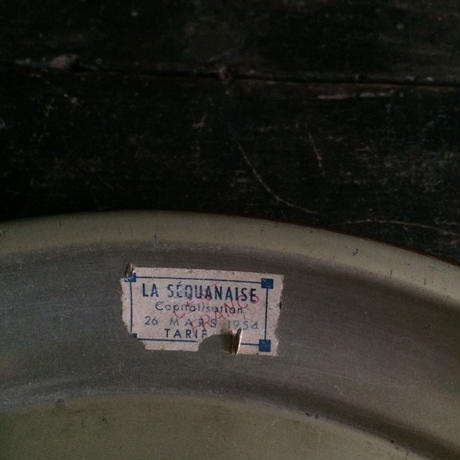 LA SÉQUANAISE
Capitalisation
26 MARS 1954
TARIF